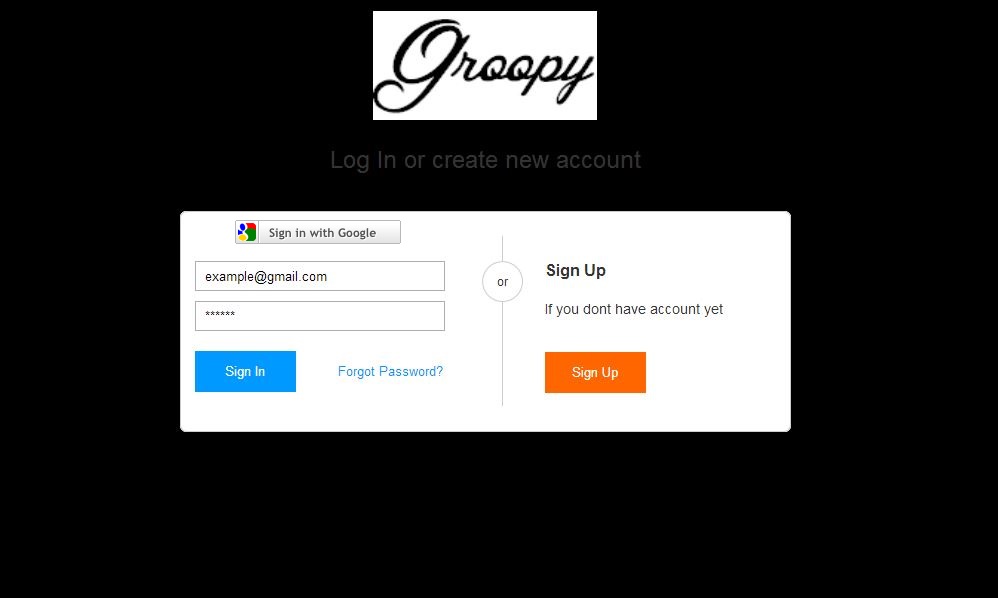 Groopy
Log In or create new account
Sign in with Google
example@gmail.com
******
Sign In
Forgot Password?
or
Sign Up
If you dont have account yet
Sign Up